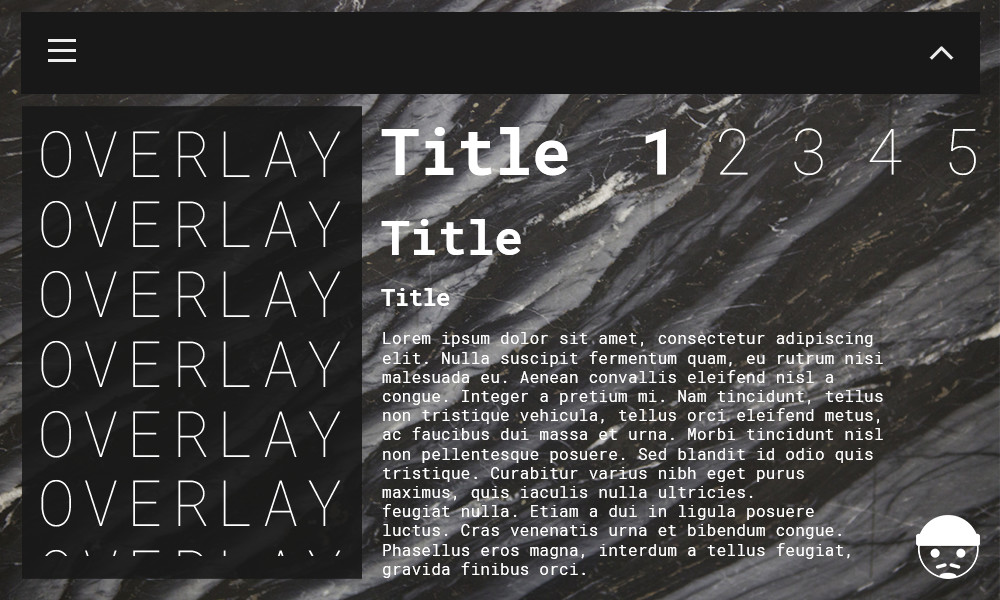 OVERLAY
OVERLAY
OVERLAY
OVERLAY
OVERLAY
OVERLAY
OVERLAY
Title 1 2 3 4 5
Title
Title
Lorem ipsum dolor sit amet, consectetur adipiscing
elit. Nulla suscipit fermentum quam, eu rutrum nisi
malesuada eu. Aenean convallis eleifend nisl a
congue. Integer a pretium mi. Nam tincidunt, tellus
non tristique vehicula, tellus orci eleifend metus,
ac faucibus dui massa et urna. Morbi tincidunt nisl
non pellentesque posuere. Sed blandit id odio quis
tristique. Curabitur varius nibh eget purus
maximus, quis iaculis nulla ultricies.
feugiat nulla. Etiam a dui in ligula posuere
luctus. Cras venenatis urna et bibendum congue.
Phasellus eros magna, interdum a tellus feugiat,
gravida finibus orci.